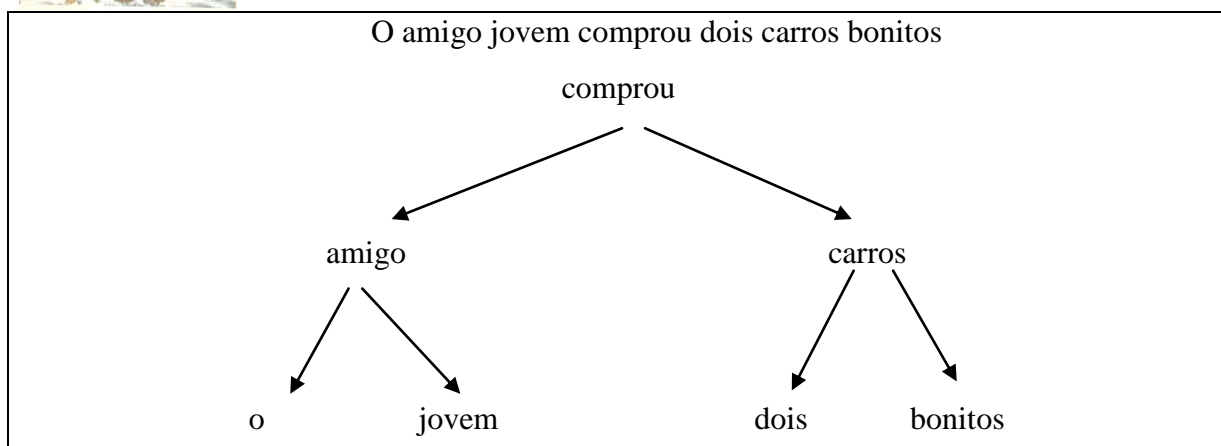 O amigo jovem comprou dois carros bonitos
comprou
amigo carros
o jovem dois bonitos